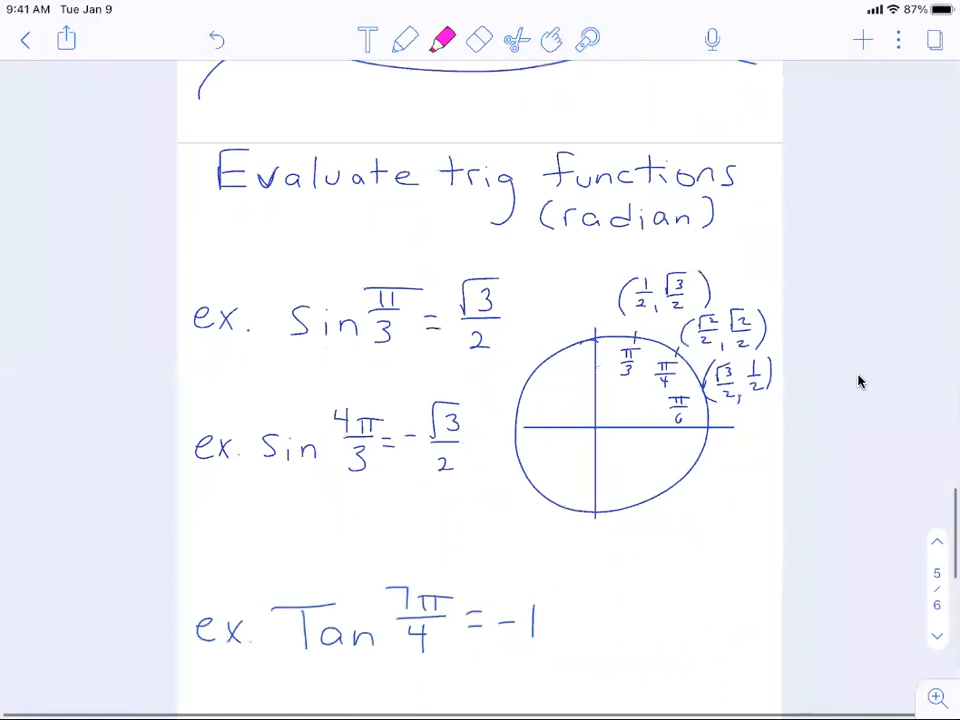 9:41 AM Tue Jan 9
87%
T
Evaluate trig functions
(radian)
ex. Sin π/3 = √3/2
(1/2, √3/2)
(√2/2, √2/2)
(√3/2, 1/2)
π/3
π/4
π/6
ex. Sin 4π/3 = -√3/2
ex. Tan 7π/4 = -1
5
/
6